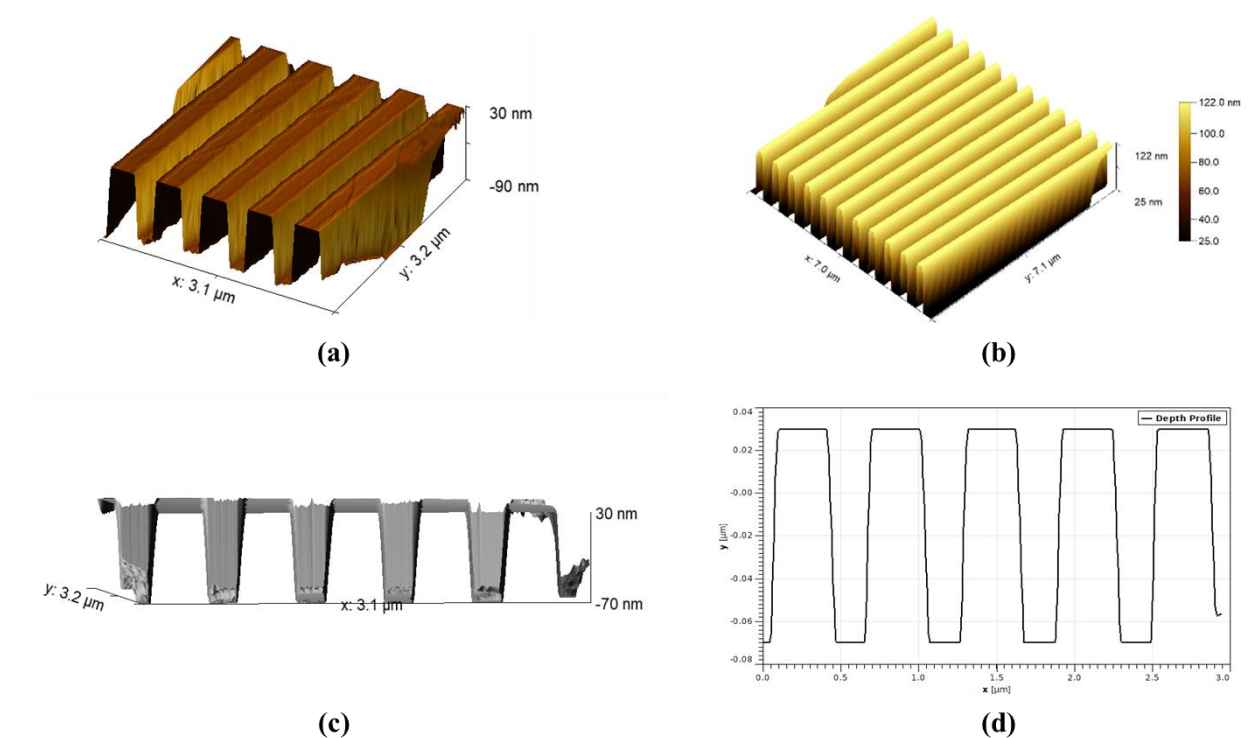 30 nm
-90 nm
x: 3.1 µm
y: 3.2 µm
(a)
122.0 nm
100.0
80.0
60.0
40.0
25.0
122 nm
25 nm
x: 7.0 µm
y: 7.1 µm
(b)
30 nm
-70 nm
y: 3.2 µm
x: 3.1 µm
(c)
Depth Profile
0.04
0.02
-0.00
-0.02
-0.04
-0.06
-0.08
y [µm]
0.0 0.5 1.0 1.5 2.0 2.5 3.0
x [µm]
(d)